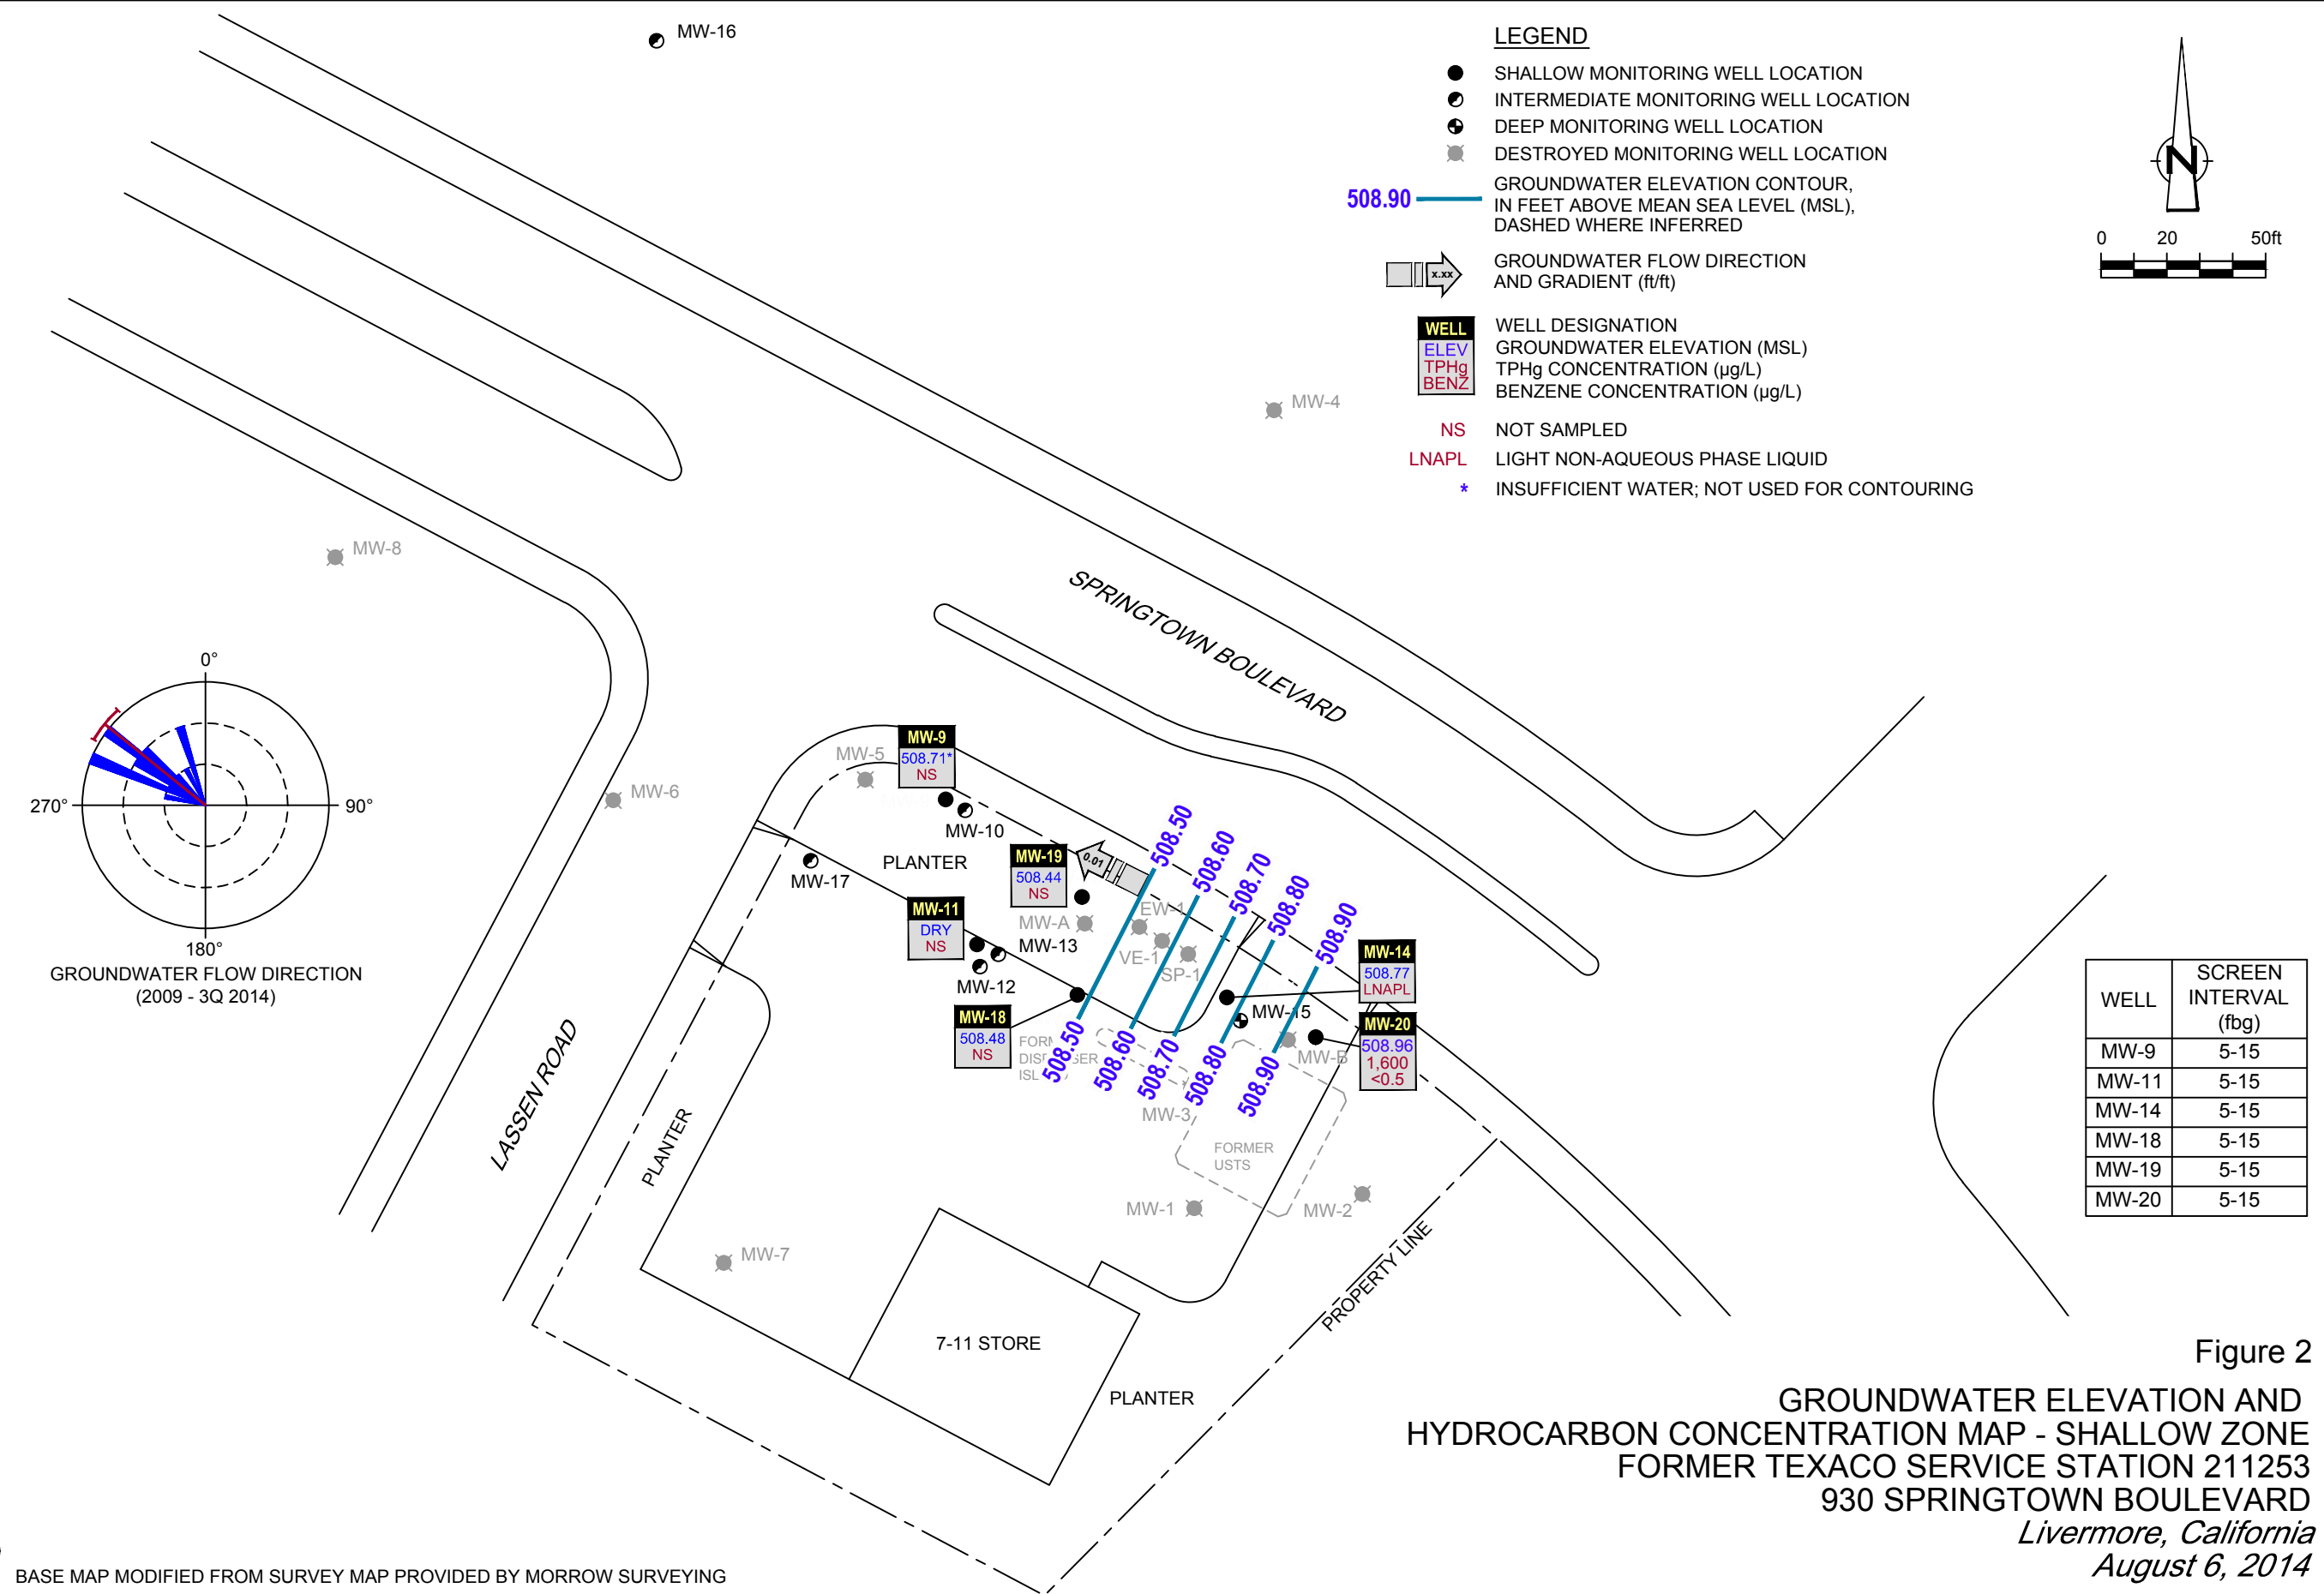 MW-16
LEGEND
SHALLOW MONITORING WELL LOCATION
INTERMEDIATE MONITORING WELL LOCATION
DEEP MONITORING WELL LOCATION
DESTROYED MONITORING WELL LOCATION
508.90
GROUNDWATER ELEVATION CONTOUR,
IN FEET ABOVE MEAN SEA LEVEL (MSL),
DASHED WHERE INFERRED
x.xx
GROUNDWATER FLOW DIRECTION
AND GRADIENT (ft/ft)
WELL WELL DESIGNATION
ELEV GROUNDWATER ELEVATION (MSL)
TPHg TPHg CONCENTRATION (µg/L)
BENZ BENZENE CONCENTRATION (µg/L)
NS NOT SAMPLED
LNAPL LIGHT NON-AQUEOUS PHASE LIQUID
* INSUFFICIENT WATER; NOT USED FOR CONTOURING
N
0 20 50ft
MW-4
MW-8
SPRINGTOWN BOULEVARD
0°
270° 90°
180°
GROUNDWATER FLOW DIRECTION
(2009 - 3Q 2014)
MW-6
MW-5
MW-9
508.71*
NS
MW-10
PLANTER
MW-17
MW-19
508.44
NS
0.01
MW-11
DRY
NS
MW-A
EW-1
VE-1
SP-1
MW-13
MW-12
MW-18
508.48
NS
508.50
508.60
508.70
508.80
508.90
MW-14
508.77
LNAPL
MW-15
MW-20
508.96
1,600
<0.5
MW-B
508.50
508.60
508.70
508.80
508.90
MW-3
FORMER
USTS
MW-1
MW-2
MW-7
LASSEN ROAD
PLANTER
7-11 STORE
PLANTER
PROPERTY LINE
WELL SCREEN INTERVAL (fbg)
MW-9 5-15
MW-11 5-15
MW-14 5-15
MW-18 5-15
MW-19 5-15
MW-20 5-15
Figure 2
GROUNDWATER ELEVATION AND
HYDROCARBON CONCENTRATION MAP - SHALLOW ZONE
FORMER TEXACO SERVICE STATION 211253
930 SPRINGTOWN BOULEVARD
Livermore, California
August 6, 2014
BASE MAP MODIFIED FROM SURVEY MAP PROVIDED BY MORROW SURVEYING